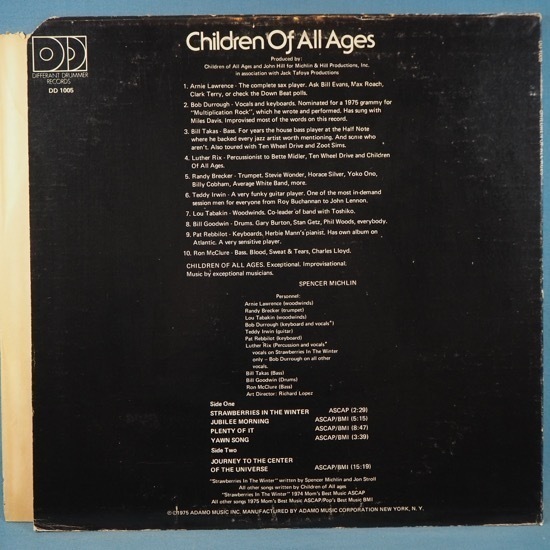 Children Of All Ages
DIFFERANT DRUMMER
RECORDS
DD 1005
Produced by:
Children of All Ages and John Hill for Michlin & Hill Productions, Inc.
in association with Jack Tafoya Productions
1. Arnie Lawrence - The complete sax player. Ask Bill Evans, Max Roach,
Clark Terry, or check the Down Beat polls.
2. Bob Durrough - Vocals and keyboards. Nominated for a 1975 grammy for
"Multiplication Rock", which he wrote and performed. Has sung with
Miles Davis. Improvised most of the words on this record.
3. Bill Takas - Bass. For years the house bass player at the Half Note
where he backed every jazz artist worth mentioning. And some who
aren't. Also toured with Ten Wheel Drive and Zoot Sims.
4. Luther Rix - Percussionist to Bette Midler, Ten Wheel Drive and Children
Of All Ages.
5. Randy Brecker - Trumpet, Stevie Wonder, Horace Silver, Yoko Ono,
Billy Cobham, Average White Band, more.
6. Teddy Irwin - A very funky guitar player. One of the most in-demand
session men for everyone from Roy Buchannan to John Lennon.
7. Lou Tabakin - Woodwinds. Co-leader of band with Toshiko.
8. Bill Goodwin - Drums, Gary Burton, Stan Getz, Phil Woods, everybody.
9. Pat Rebbilot - Keyboards, Herbie Mann's pianist. Has own album on
Atlantic. A very sensitive player.
10. Ron McClure - Bass, Blood, Sweat & Tears, Charles Lloyd.
CHILDREN OF ALL AGES. Exceptional. Improvisational.
Music by exceptional musicians.
SPENCER MICHLIN
Personnel:
Arnie Lawrence (woodwinds)
Randy Brecker (trumpet)
Lou Tabakin (woodwinds)
Bob Durrough (keyboard and vocals*)
Teddy Irwin (guitar)
Pat Rebbilot (keyboard)
Luther Rix (Percussion and vocals*
vocals on Strawberries In The Winter
only - Bob Durrough on all other
vocals.
Bill Takas (Bass)
Bill Goodwin (Drums)
Ron McClure (Bass)
Art Director: Richard Lopez
Side One
STRAWBERRIES IN THE WINTER ASCAP (2:29)
JUBILEE MORNING ASCAP/BMI (5:15)
PLENTY OF IT ASCAP/BMI (8:47)
YAWN SONG ASCAP/BMI (3:39)
Side Two
JOURNEY TO THE CENTER
OF THE UNIVERSE ASCAP/BMI (15:19)
"Strawberries In The Winter" written by Spencer Michlin and Jon Stroll
All other songs written by Children of All ages
"Strawberries In The Winter" 1974 Mom's Best Music ASCAP
All other songs 1975 Mom's Best Music ASCAP/Pop's Best Music BMI
©℗1975 ADAMO MUSIC INC. MANUFACTURED BY ADAMO MUSIC CORPORATION NEW YORK, N. Y.